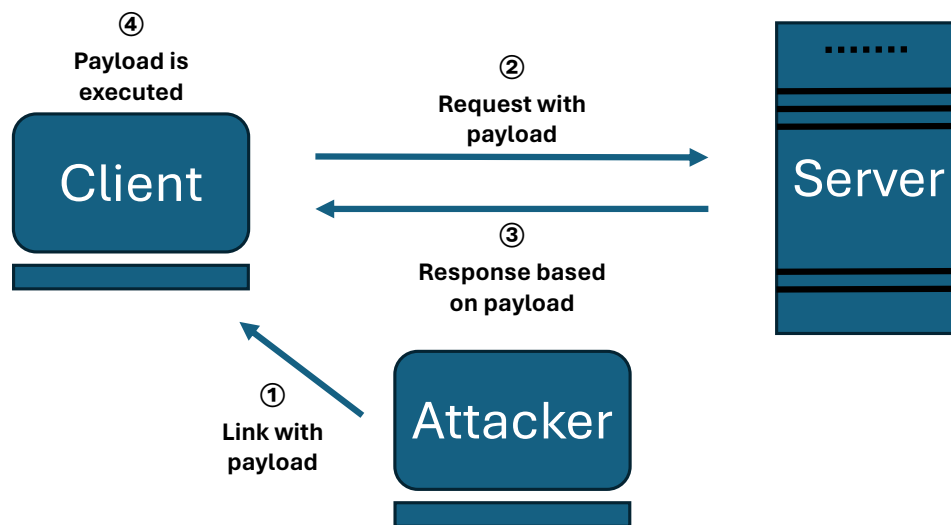 ④
Payload is
executed
Client
②
Request with
payload
Server
③
Response based
on payload
①
Link with
payload
Attacker